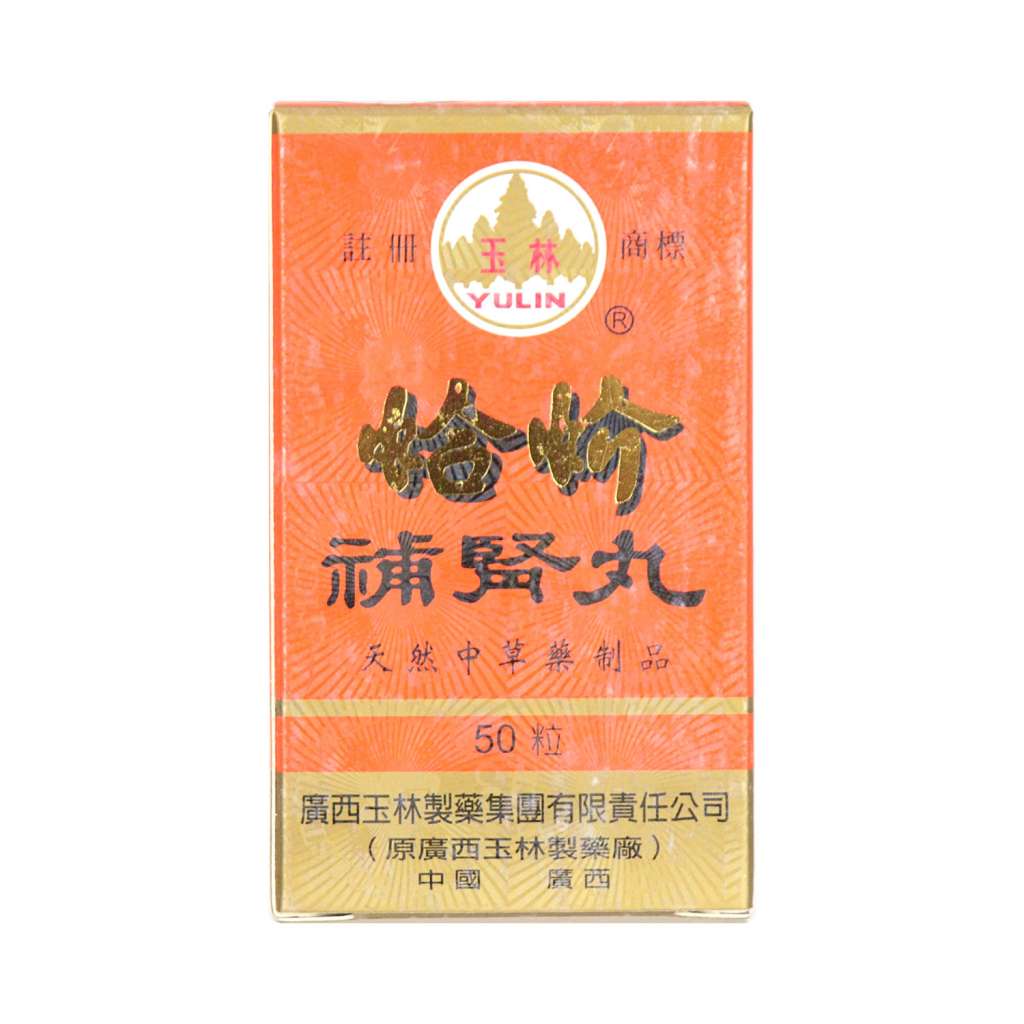 註冊 商標
玉林
YULIN
®
蛤蚧
補腎丸
天然中草藥制品
50 粒
廣西玉林製藥集團有限責任公司
(原廣西玉林製藥廠)
中國 廣西